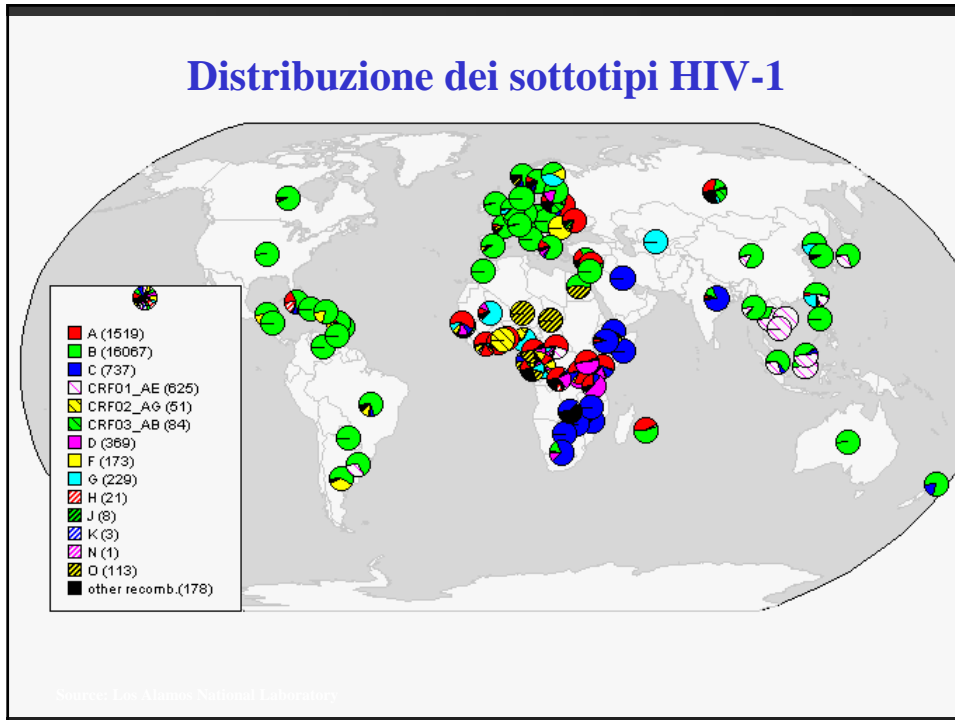 Distribuzione dei sottotipi HIV-1
A (1519)
B (16067)
C (737)
CRF01_AE (625)
CRF02_AG (51)
CRF03_AB (84)
D (369)
F (173)
G (229)
H (21)
J (8)
K (3)
N (1)
O (113)
other recomb.(178)
Source: Los Alamos National Laboratory